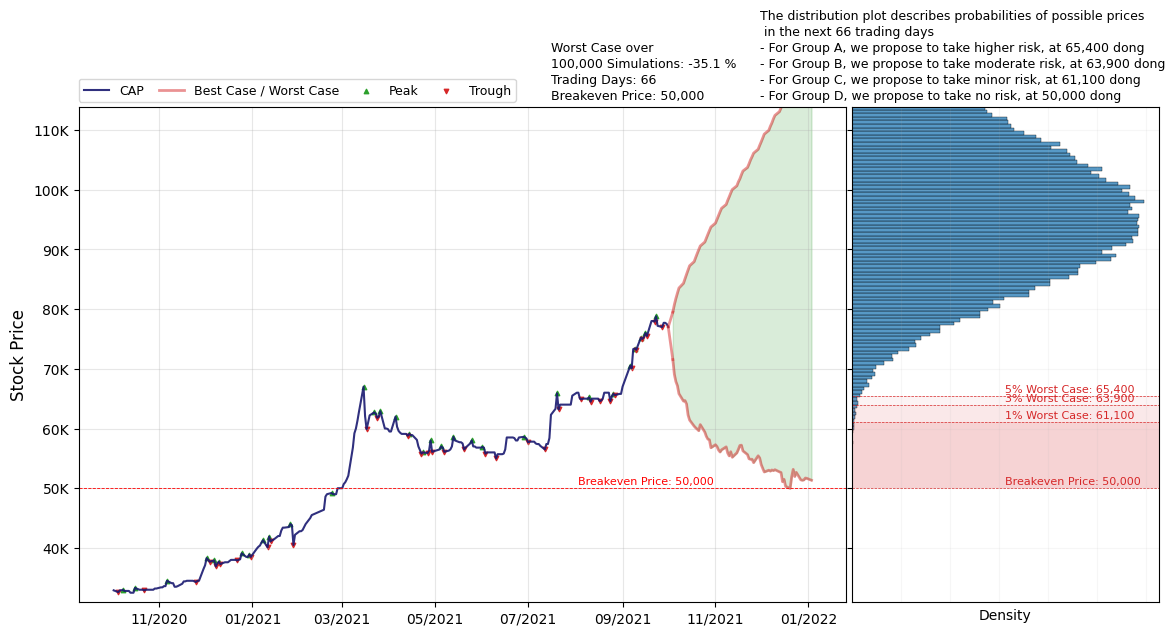 The distribution plot describes probabilities of possible prices
in the next 66 trading days
- For Group A, we propose to take higher risk, at 65,400 dong
- For Group B, we propose to take moderate risk, at 63,900 dong
- For Group C, we propose to take minor risk, at 61,100 dong
- For Group D, we propose to take no risk, at 50,000 dong
Worst Case over
100,000 Simulations: -35.1 %
Trading Days: 66
Breakeven Price: 50,000
CAP
Best Case / Worst Case
Peak
Trough
Stock Price
110K
100K
90K
80K
70K
60K
50K
40K
Breakeven Price: 50,000
11/2020
01/2021
03/2021
05/2021
07/2021
09/2021
11/2021
01/2022
5% Worst Case: 65,400
3% Worst Case: 63,900
1% Worst Case: 61,100
Breakeven Price: 50,000
Density